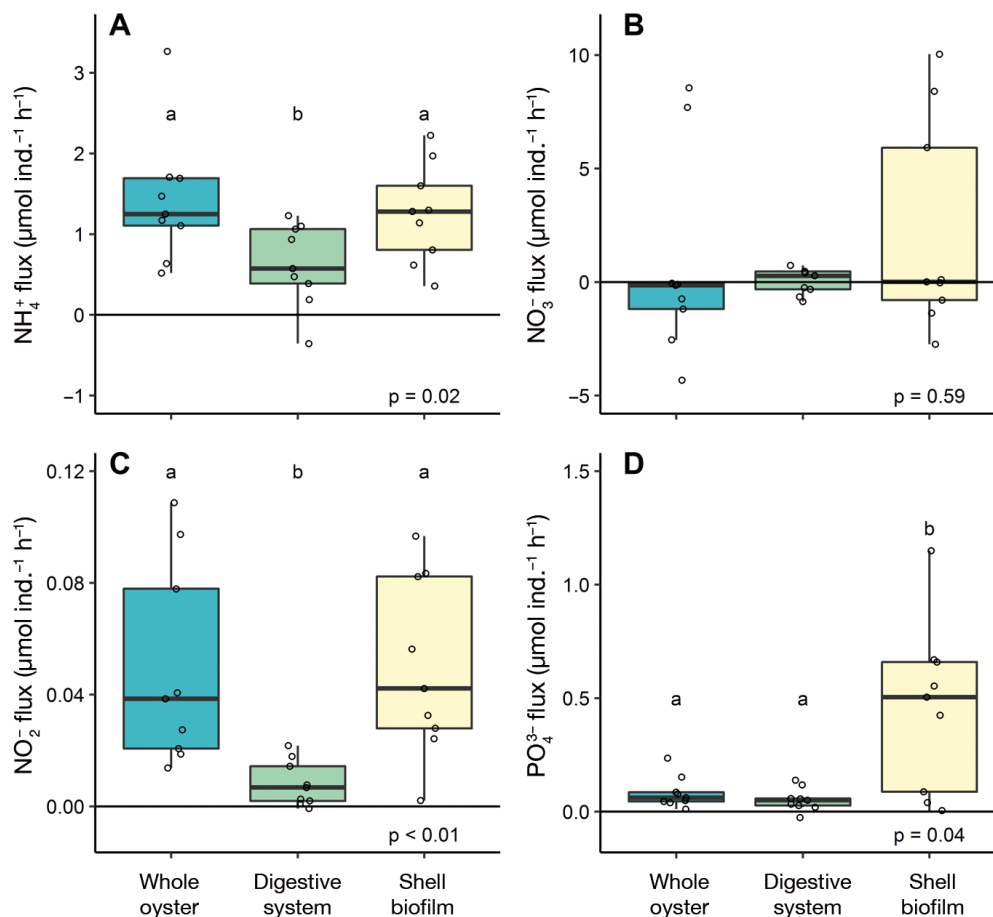 A
NH₄⁺ flux (µmol ind.⁻¹ h⁻¹)
3
2
1
0
−1
a
b
a
p = 0.02
B
NO₃⁻ flux (µmol ind.⁻¹ h⁻¹)
10
5
0
−5
p = 0.59
C
NO₂⁻ flux (µmol ind.⁻¹ h⁻¹)
0.12
0.08
0.04
0.00
a
b
a
p < 0.01
Whole
oyster
Digestive
system
Shell
biofilm
D
PO₄³⁻ flux (µmol ind.⁻¹ h⁻¹)
1.5
1.0
0.5
0.0
a
a
b
p = 0.04
Whole
oyster
Digestive
system
Shell
biofilm